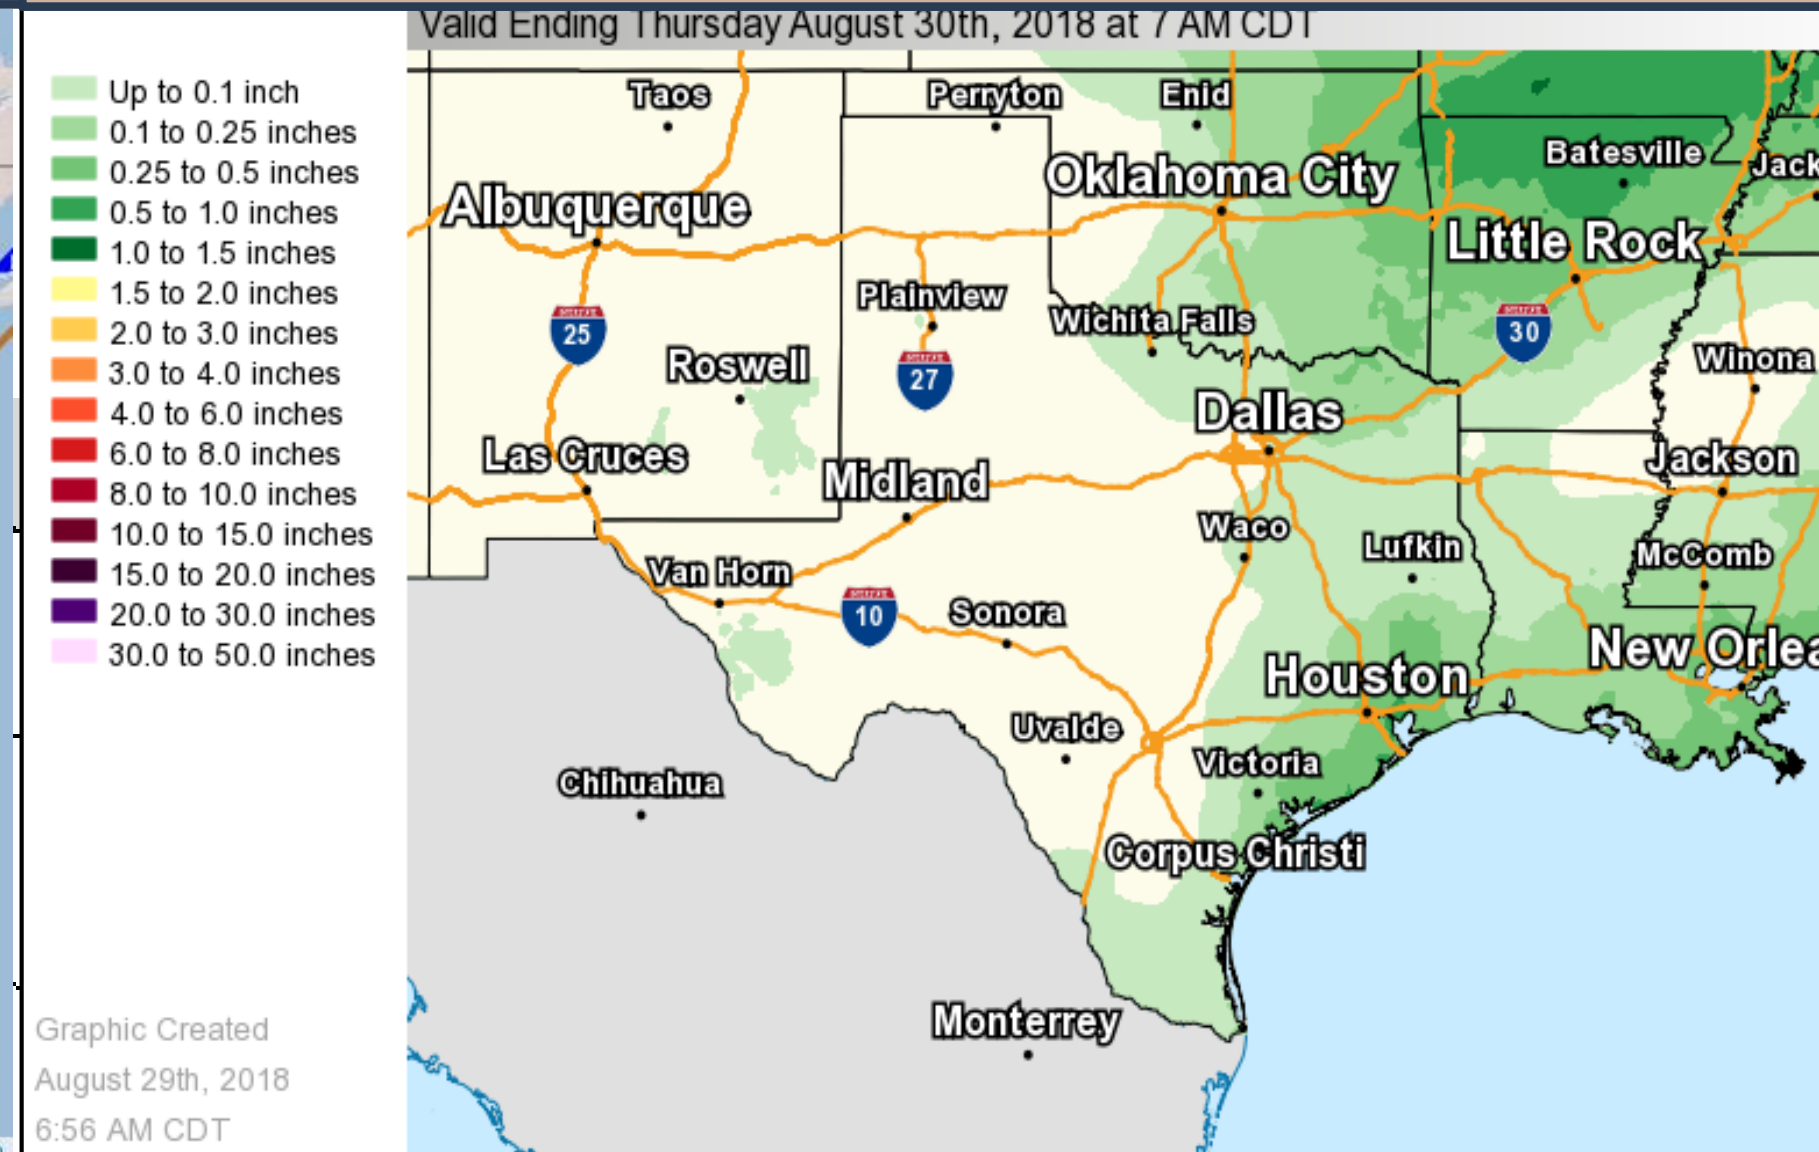 Valid Ending Thursday August 30th, 2018 at 7 AM CDT
Up to 0.1 inch
0.1 to 0.25 inches
0.25 to 0.5 inches
0.5 to 1.0 inches
1.0 to 1.5 inches
1.5 to 2.0 inches
2.0 to 3.0 inches
3.0 to 4.0 inches
4.0 to 6.0 inches
6.0 to 8.0 inches
8.0 to 10.0 inches
10.0 to 15.0 inches
15.0 to 20.0 inches
20.0 to 30.0 inches
30.0 to 50.0 inches
Graphic Created
August 29th, 2018
6:56 AM CDT
Taos
Perryton
Enid
Batesville
Jack
Oklahoma City
Albuquerque
Little Rock
Plainview
Wichita Falls
25
30
Roswell
27
Winona
Dallas
Las Cruces
Midland
Jackson
Waco
Lufkin
McComb
Van Horn
10
Sonora
New Orlea
Houston
Uvalde
Victoria
Chihuahua
Corpus Christi
Monterrey